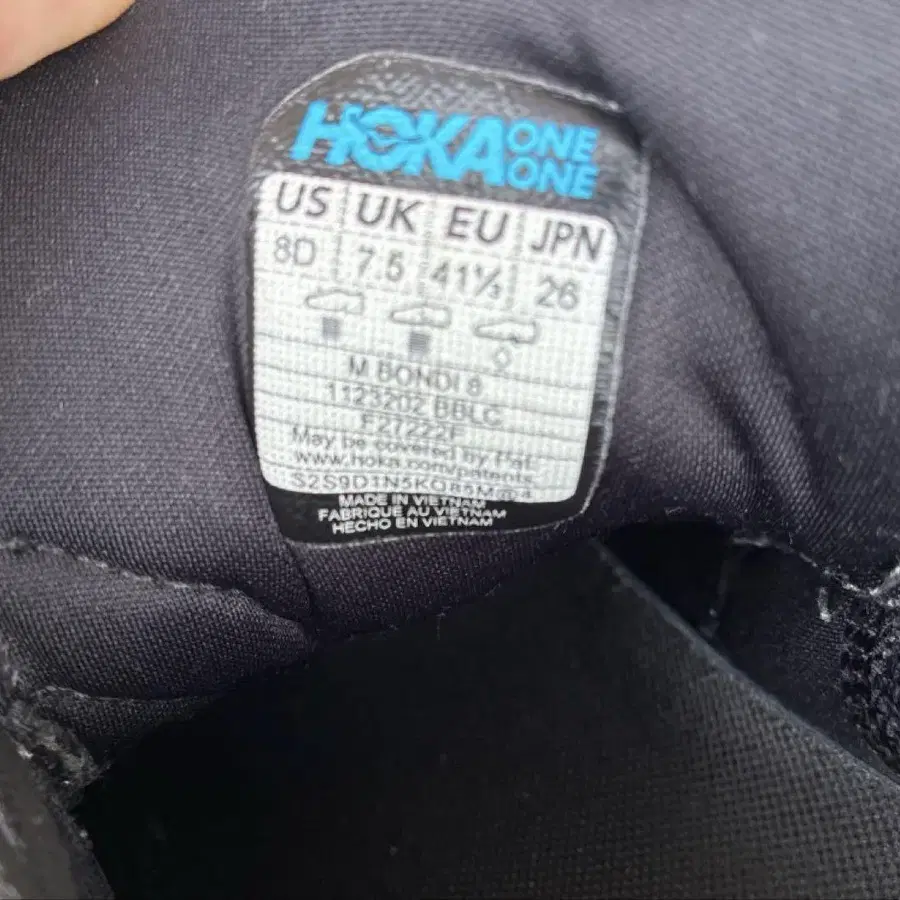 HOKA ONE ONE
US UK EU JPN
8D 7.5 41⅓ 26
M BONDI 8
1123202 BBLC
F27222F
May be covered by Pat.
www.hoka.com/patents
MADE IN VIETNAM
FABRIQUE AU VIETNAM
HECHO EN VIETNAM